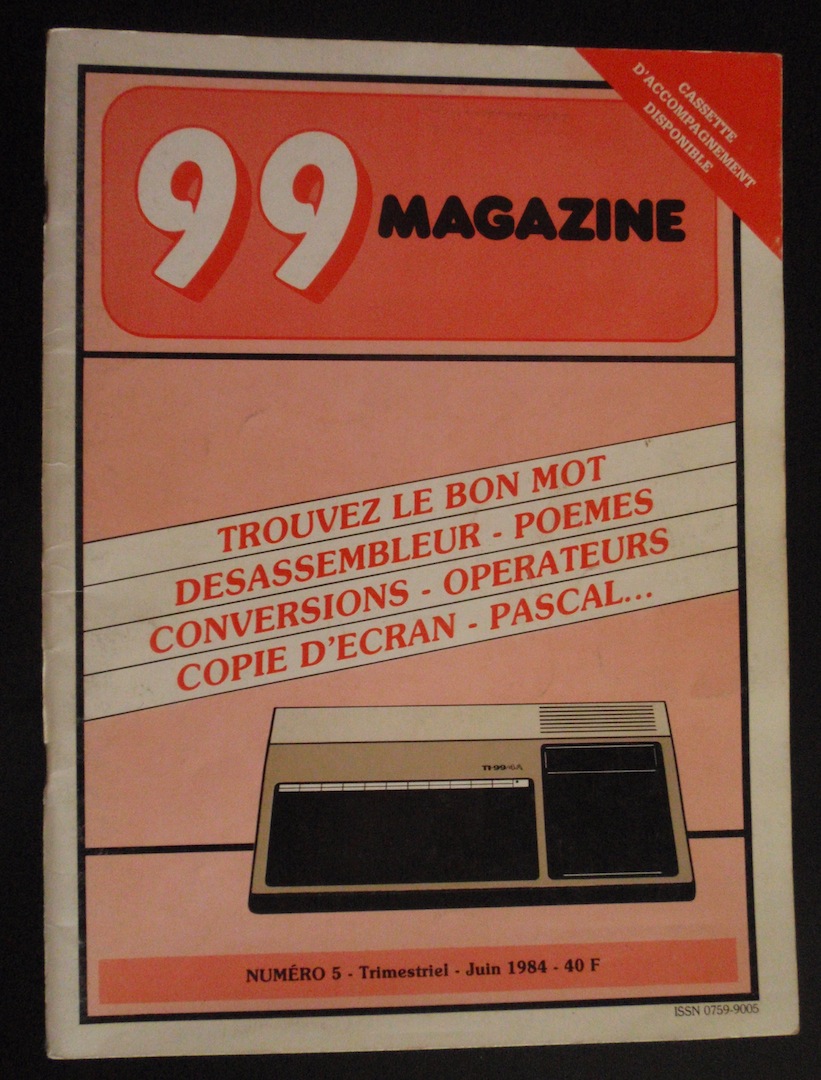 CASSETTE
D'ACCOMPAGNEMENT
DISPONIBLE
99 MAGAZINE
TROUVEZ LE BON MOT
DESASSEMBLEUR - POEMES
CONVERSIONS - OPERATEURS
COPIE D'ECRAN - PASCAL...
TI-99/4A
NUMÉRO 5 - Trimestriel - Juin 1984 - 40 F
ISSN 0759-9005